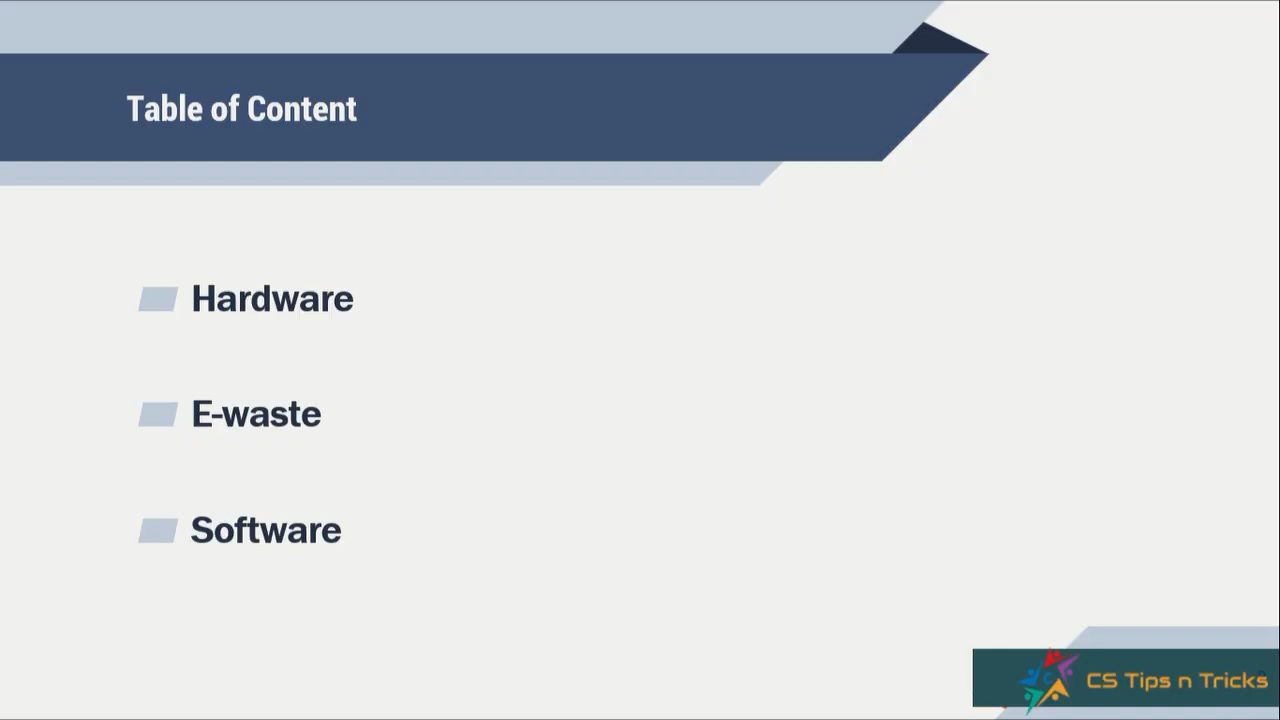 Table of Content
Hardware
E-waste
Software
CS Tips n Tricks